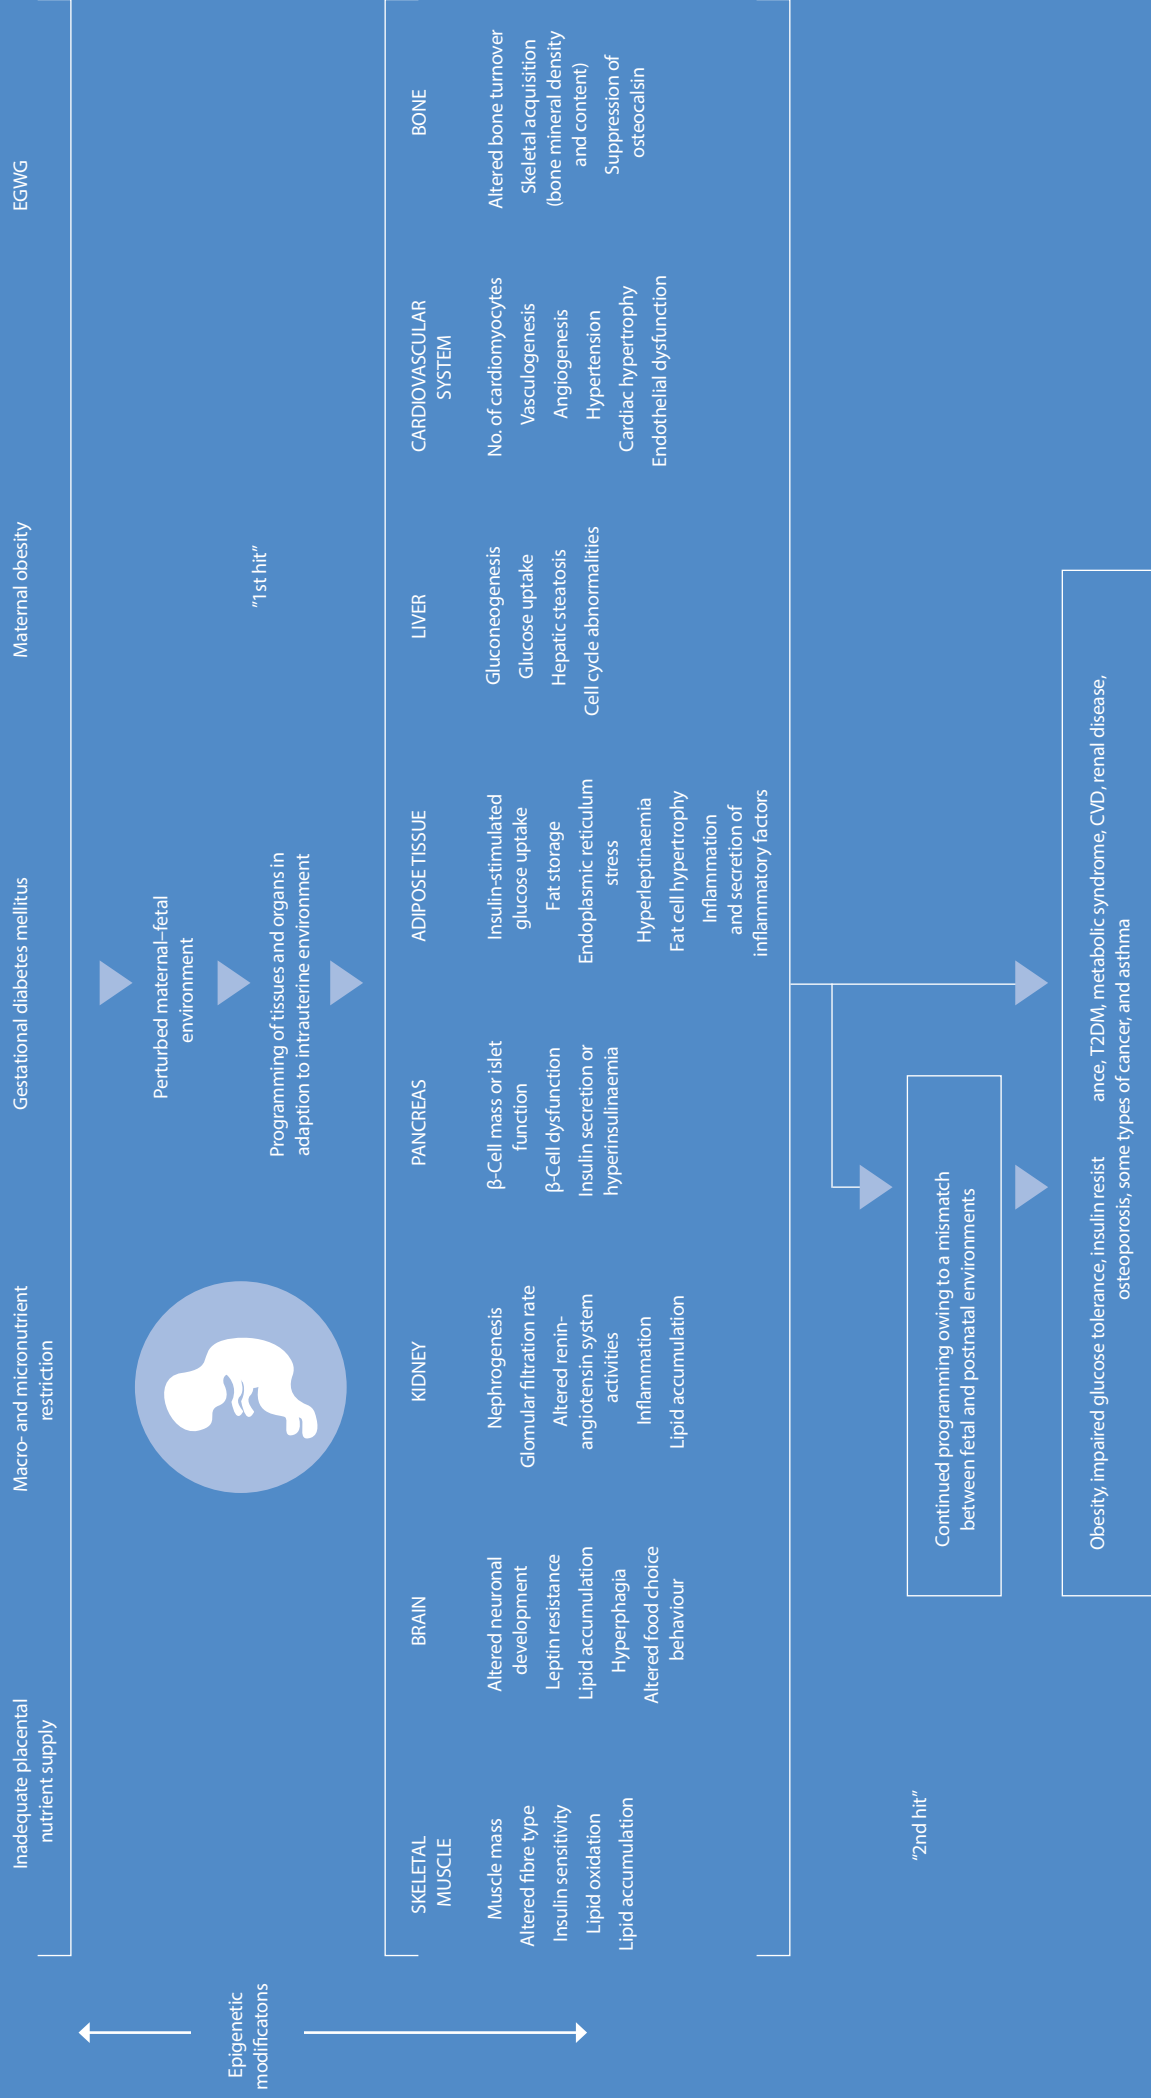 Inadequate placental
nutrient supply
Macro- and micronutrient
restriction
Gestational diabetes mellitus
Maternal obesity
EGWG
Epigenetic
modificatons
Perturbed maternal–fetal
environment
"1st hit"
Programming of tissues and organs in
adaption to intrauterine environment
SKELETAL
MUSCLE
Muscle mass
Altered fibre type
Insulin sensitivity
Lipid oxidation
Lipid accumulation
BRAIN
Altered neuronal
development
Leptin resistance
Lipid accumulation
Hyperphagia
Altered food choice
behaviour
KIDNEY
Nephrogenesis
Glomular filtration rate
Altered renin-
angiotensin system
activities
Inflammation
Lipid accumulation
PANCREAS
β-Cell mass or islet
function
β-Cell dysfunction
Insulin secretion or
hyperinsulinaemia
ADIPOSE TISSUE
Insulin-stimulated
glucose uptake
Fat storage
Endoplasmic reticulum
stress
Hyperleptinaemia
Fat cell hypertrophy
Inflammation
and secretion of
inflammatory factors
LIVER
Gluconeogenesis
Glucose uptake
Hepatic steatosis
Cell cycle abnormalities
CARDIOVASCULAR
SYSTEM
No. of cardiomyocytes
Vasculogenesis
Angiogenesis
Hypertension
Cardiac hypertrophy
Endothelial dysfunction
BONE
Altered bone turnover
Skeletal acquisition
(bone mineral density
and content)
Suppression of
osteocalsin
"2nd hit"
Continued programming owing to a mismatch
between fetal and postnatal environments
Obesity, impaired glucose tolerance, insulin resist ance, T2DM, metabolic syndrome, CVD, renal disease,
osteoporosis, some types of cancer, and asthma